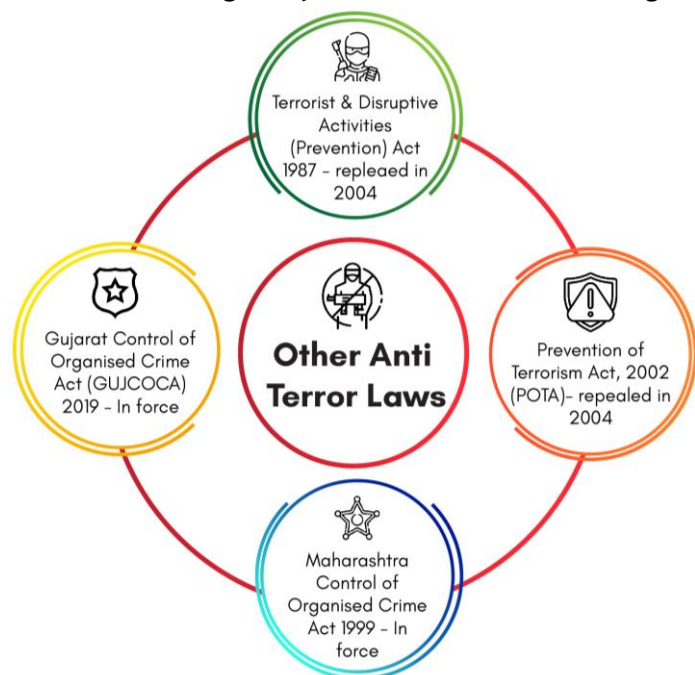 Terrorist & Disruptive
Activities
(Prevention) Act
1987 - repleaed in
2004
Gujarat Control of
Organised Crime
Act (GUJCOCA)
2019 - In force
Other Anti
Terror Laws
Prevention of
Terrorism Act, 2002
(POTA)- repealed in
2004
Maharashtra
Control of
Organised Crime
Act 1999 - In
force